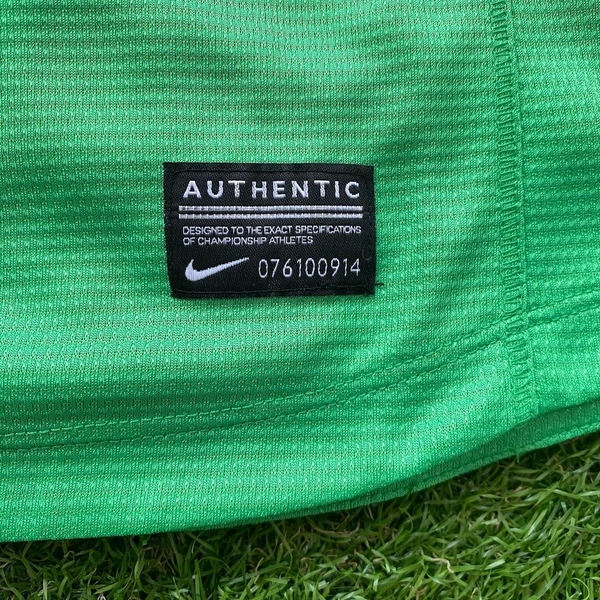 AUTHENTIC
DESIGNED TO THE EXACT SPECIFICATIONS
OF CHAMPIONSHIP ATHLETES
076100914